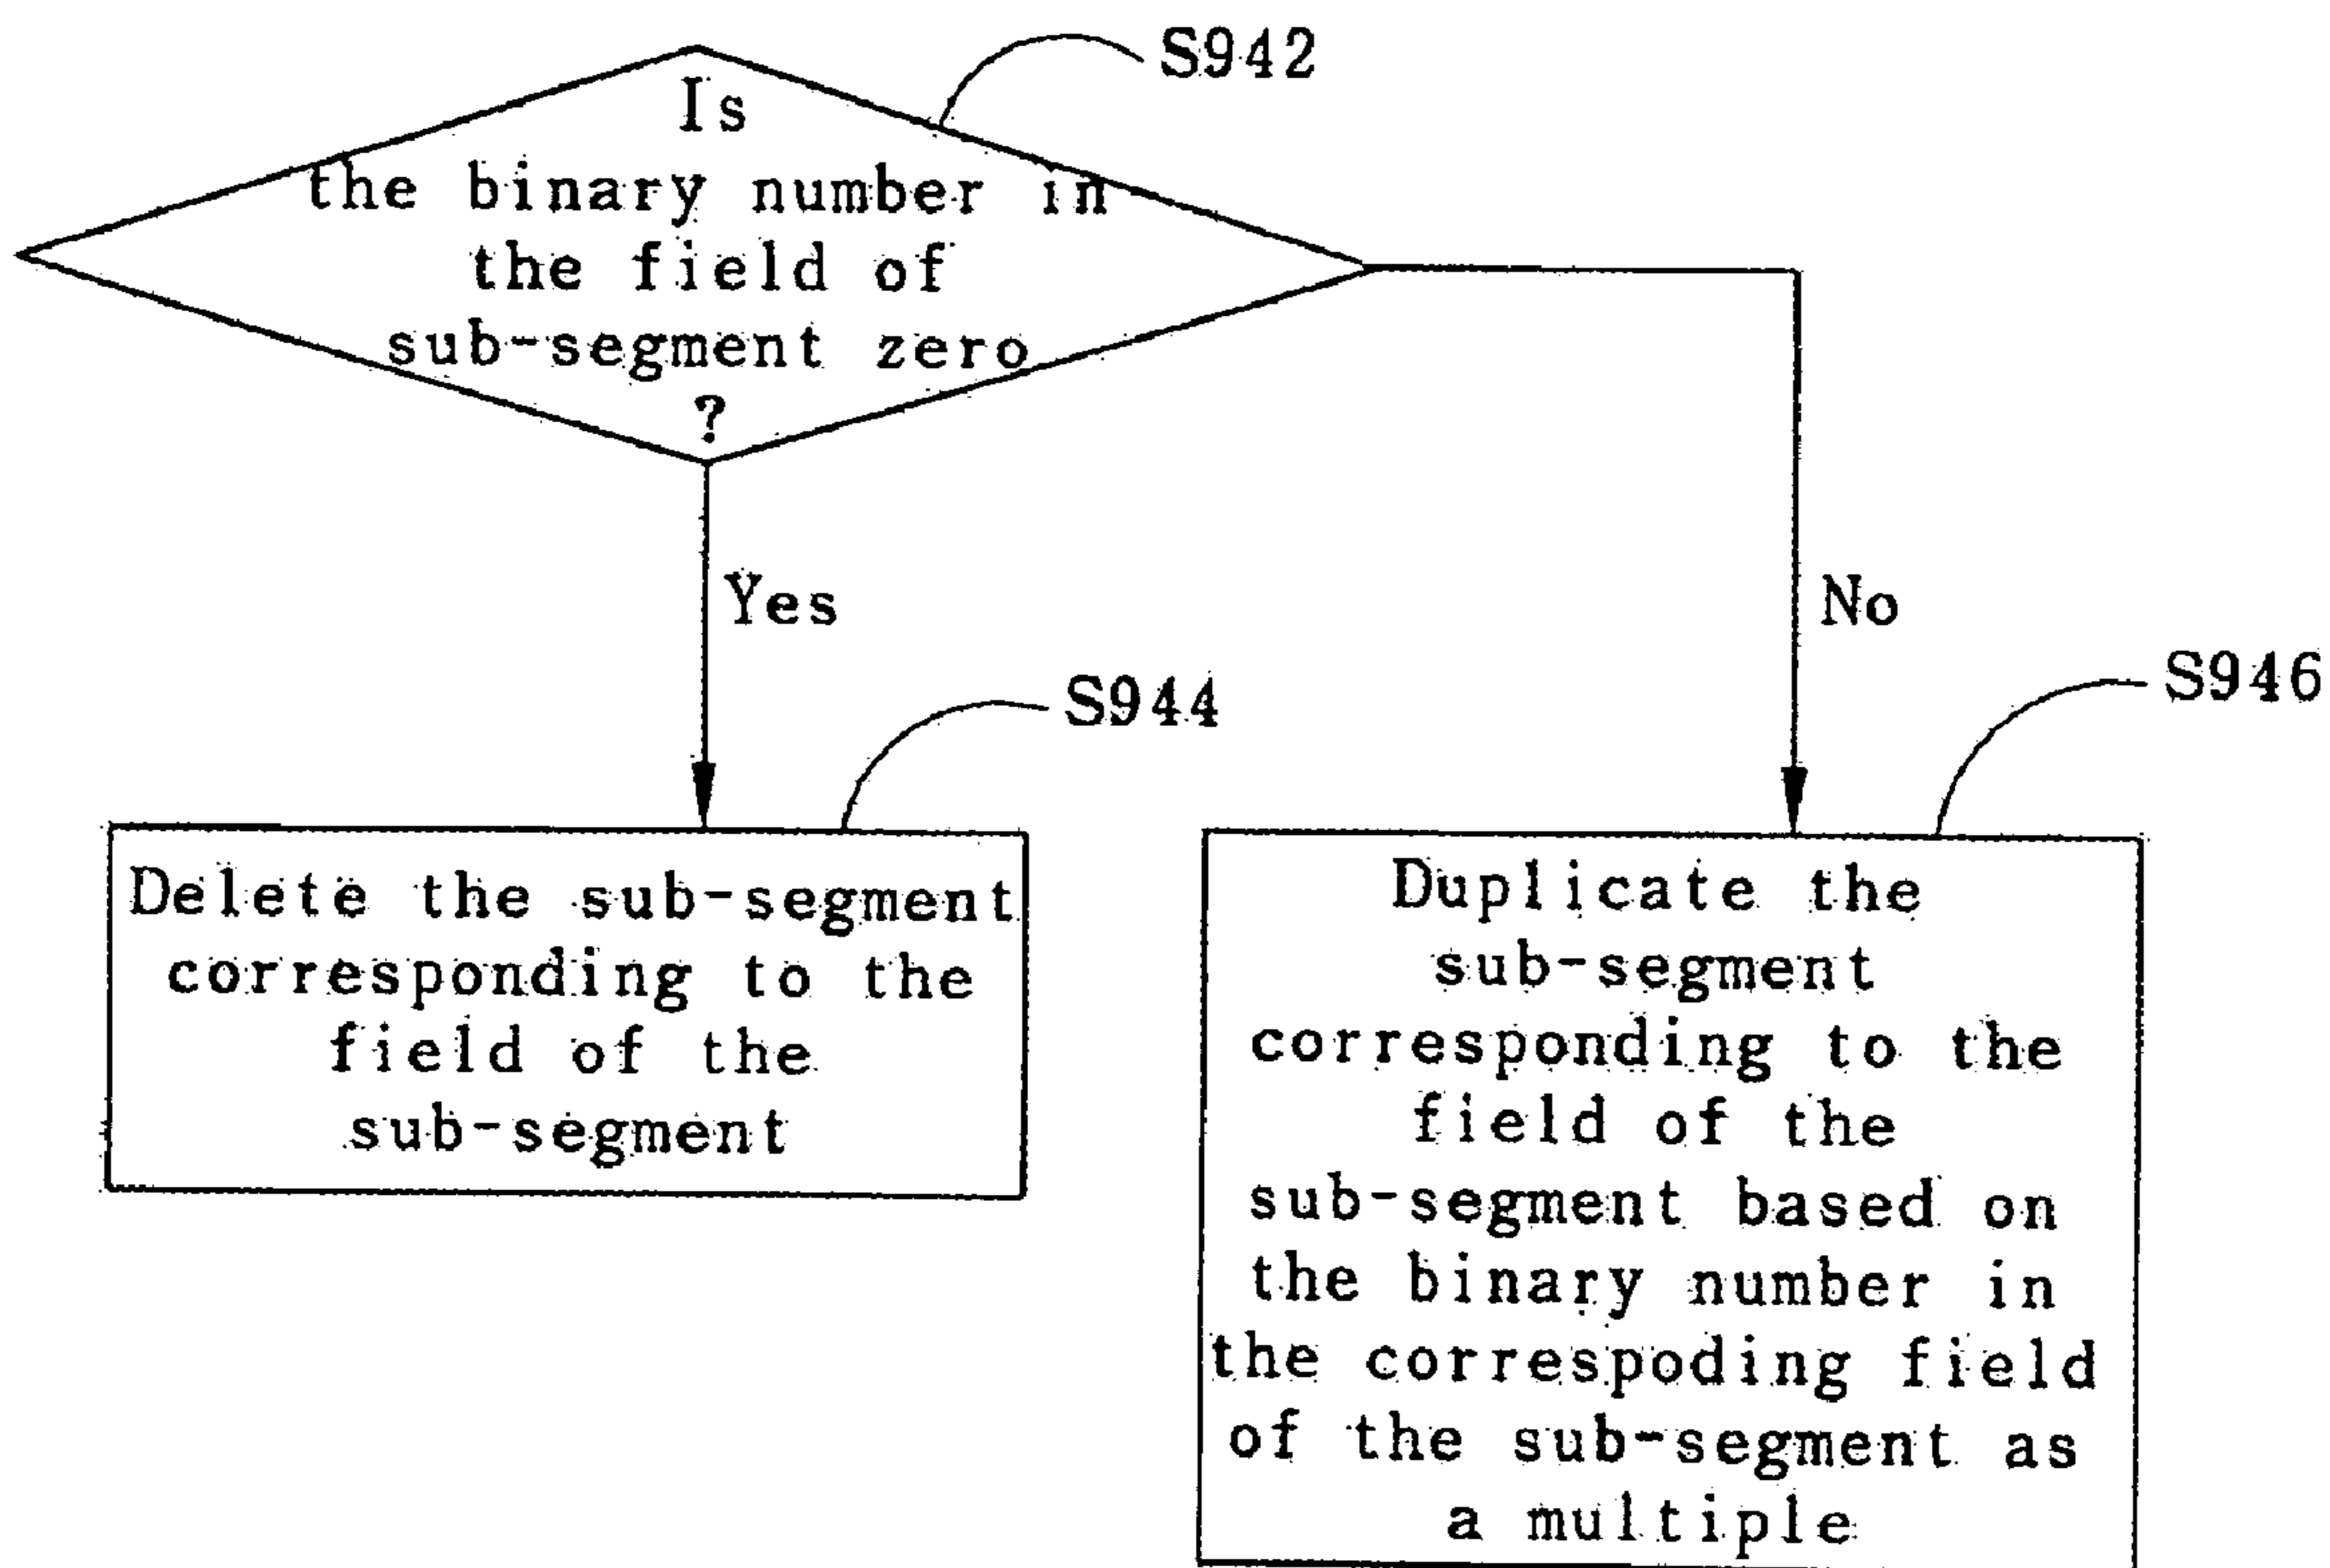 S942
Is
the binary number in
the field of
sub-segment zero
?
Yes
No
S944
S946
Delete the sub-segment
corresponding to the
field of the
sub-segment
Duplicate the
sub-segment
corresponding to the
field of the
sub-segment based on
the binary number in
the correspoding field
of the sub-segment as
a multiple